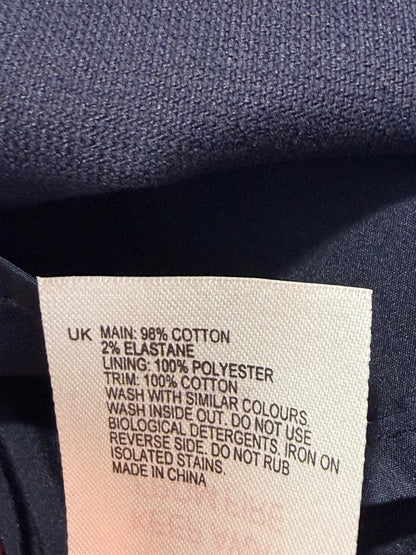 UK MAIN: 98% COTTON
2% ELASTANE
LINING: 100% POLYESTER
TRIM: 100% COTTON
WASH WITH SIMILAR COLOURS.
WASH INSIDE OUT. DO NOT USE
BIOLOGICAL DETERGENTS. IRON ON
REVERSE SIDE. DO NOT RUB
ISOLATED STAINS.
MADE IN CHINA